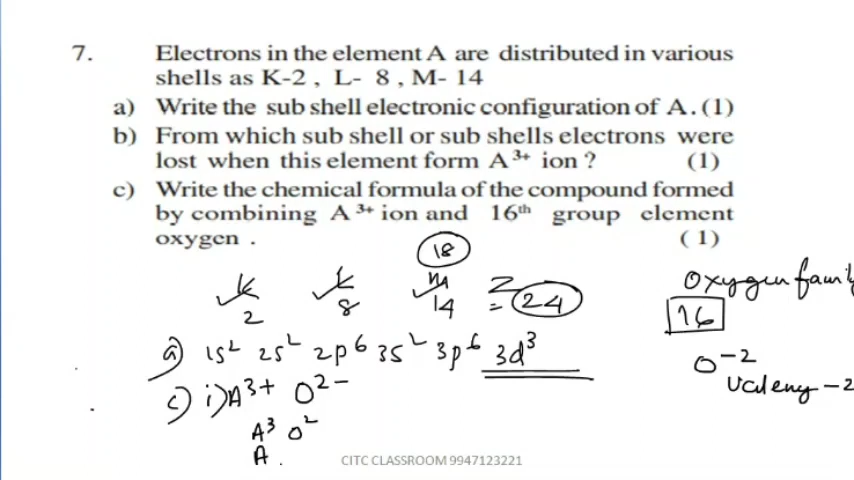 7. Electrons in the element A are distributed in various
shells as K-2 , L- 8 , M- 14
a) Write the sub shell electronic configuration of A. (1)
b) From which sub shell or sub shells electrons were
lost when this element form A³⁺ ion ? (1)
c) Write the chemical formula of the compound formed
by combining A³⁺ ion and 16ᵗʰ group element
oxygen . (1)
18
K L M Z
2 8 14 = 24
Oxygen famil
16
a) 1s² 2s² 2p⁶ 3s² 3p⁶ 3d³
O⁻²
c) i) A³⁺ O²⁻
Valeny -2
A³ O²
A .
CITC CLASSROOM 9947123221